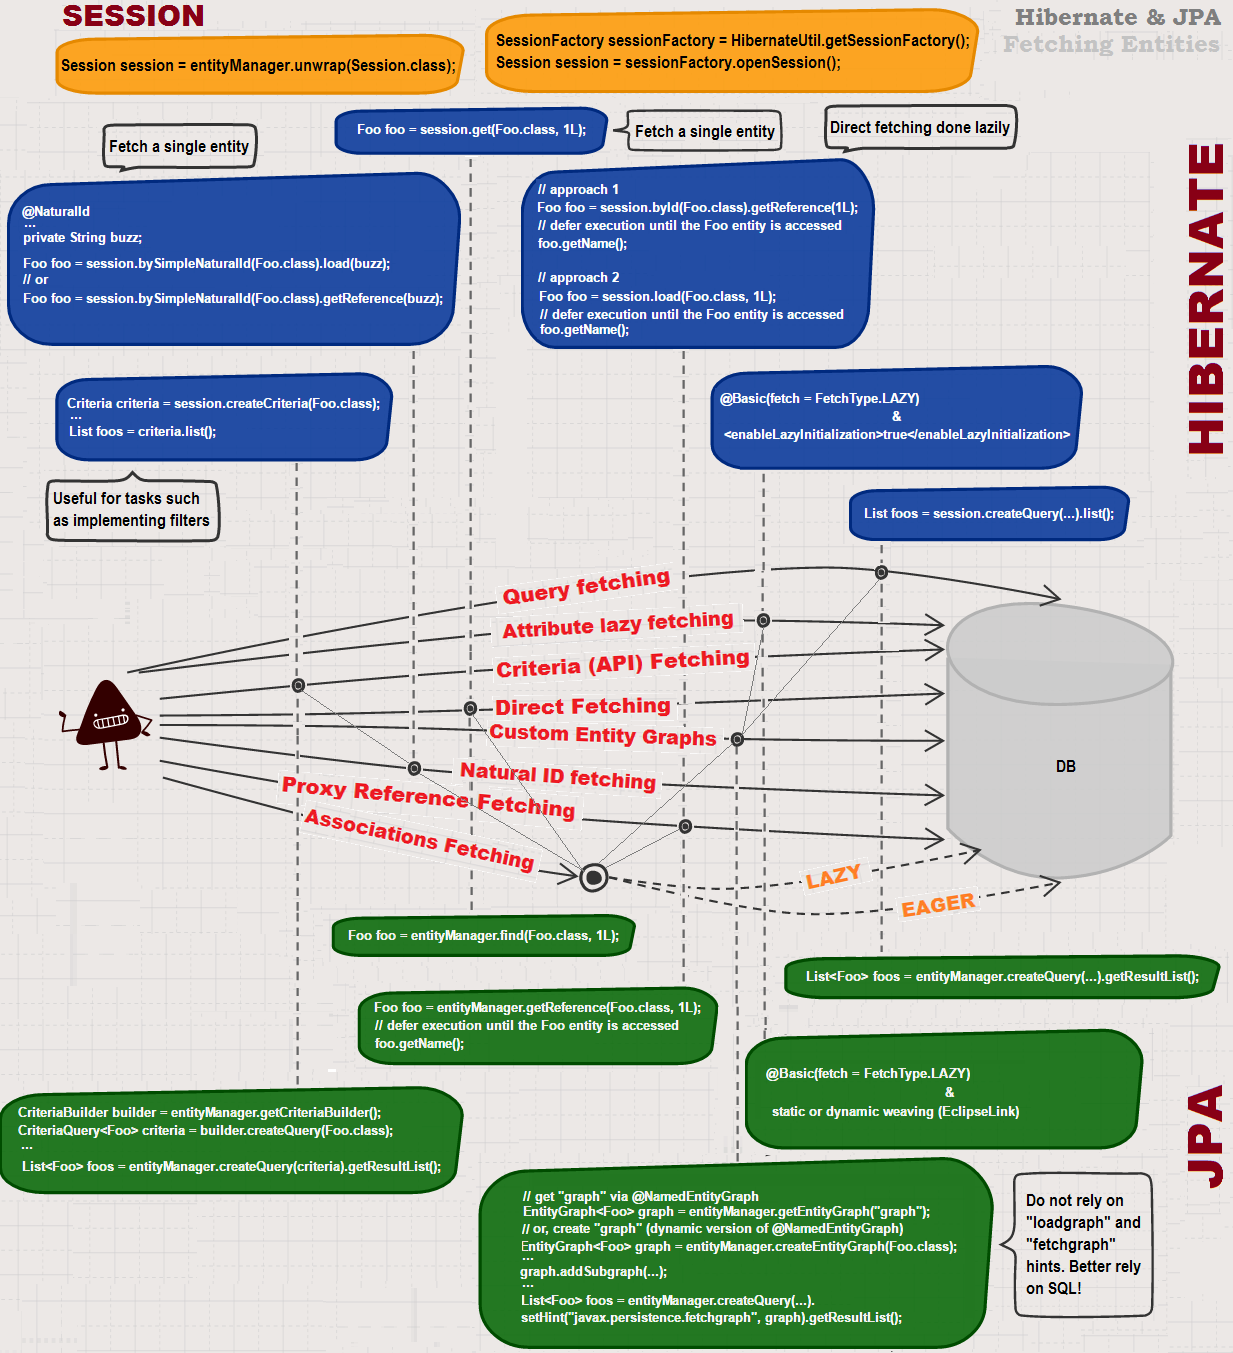 SESSION
Hibernate & JPA
Fetching Entities
Session session = entityManager.unwrap(Session.class);
SessionFactory sessionFactory = HibernateUtil.getSessionFactory();
Session session = sessionFactory.openSession();
Fetch a single entity
Foo foo = session.get(Foo.class, 1L);
Fetch a single entity
Direct fetching done lazily
HIBERNATE
@NaturalId
...
private String buzz;
Foo foo = session.bySimpleNaturalId(Foo.class).load(buzz);
// or
Foo foo = session.bySimpleNaturalId(Foo.class).getReference(buzz);
// approach 1
Foo foo = session.byId(Foo.class).getReference(1L);
// defer execution until the Foo entity is accessed
foo.getName();
// approach 2
Foo foo = session.load(Foo.class, 1L);
// defer execution until the Foo entity is accessed
foo.getName();
Criteria criteria = session.createCriteria(Foo.class);
...
List foos = criteria.list();
Useful for tasks such
as implementing filters
@Basic(fetch = FetchType.LAZY)
&
<enableLazyInitialization>true</enableLazyInitialization>
List foos = session.createQuery(...).list();
Query fetching
Attribute lazy fetching
Criteria (API) Fetching
Direct Fetching
Custom Entity Graphs
Natural ID fetching
Proxy Reference Fetching
Associations Fetching
DB
LAZY
EAGER
Foo foo = entityManager.find(Foo.class, 1L);
List<Foo> foos = entityManager.createQuery(...).getResultList();
Foo foo = entityManager.getReference(Foo.class, 1L);
// defer execution until the Foo entity is accessed
foo.getName();
@Basic(fetch = FetchType.LAZY)
&
static or dynamic weaving (EclipseLink)
JPA
CriteriaBuilder builder = entityManager.getCriteriaBuilder();
CriteriaQuery<Foo> criteria = builder.createQuery(Foo.class);
...
List<Foo> foos = entityManager.createQuery(criteria).getResultList();
// get "graph" via @NamedEntityGraph
EntityGraph<Foo> graph = entityManager.getEntityGraph("graph");
// or, create "graph" (dynamic version of @NamedEntityGraph)
EntityGraph<Foo> graph = entityManager.createEntityGraph(Foo.class);
...
graph.addSubgraph(...);
...
List<Foo> foos = entityManager.createQuery(...).
setHint("javax.persistence.fetchgraph", graph).getResultList();
Do not rely on
"loadgraph" and
"fetchgraph"
hints. Better rely
on SQL!